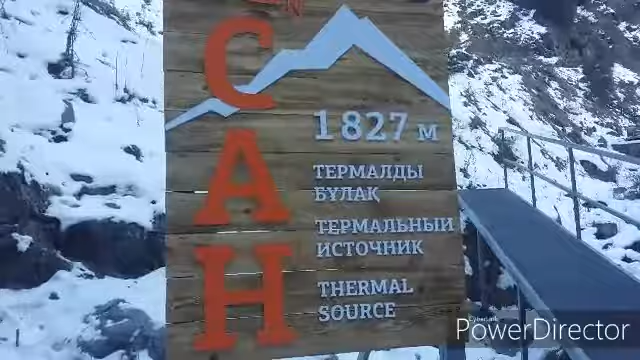 С
А
Н
1827 м
ТЕРМАЛДЫ
БҰЛАҚ
ТЕРМАЛЬНЫЙ
ИСТОЧНИК
THERMAL
SOURCE
CyberLink
PowerDirector